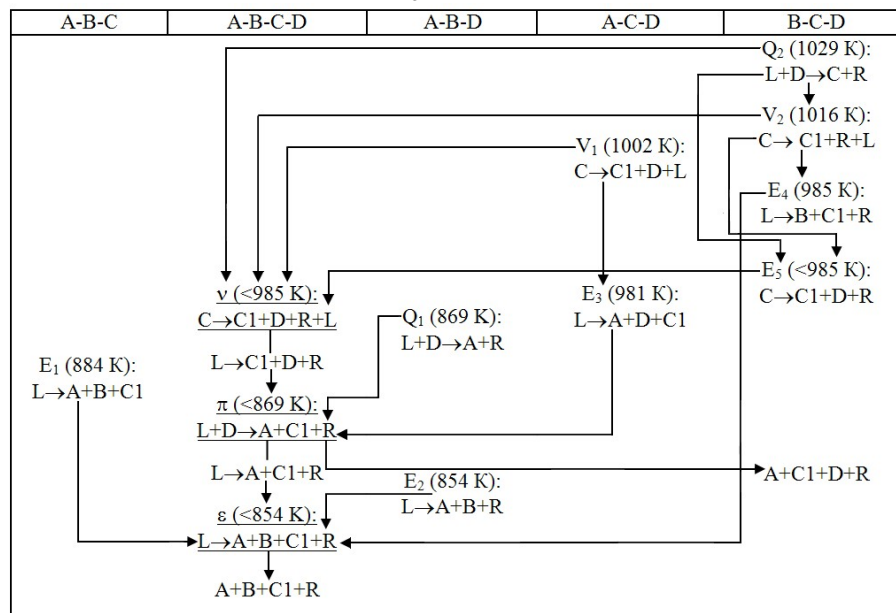 A-B-C A-B-C-D A-B-D A-C-D B-C-D
Q2 (1029 K):
L+D→C+R
V2 (1016 K):
C→ C1+R+L
V1 (1002 K):
C→C1+D+L
E4 (985 K):
L→B+C1+R
E5 (<985 K):
C→C1+D+R
ν (<985 K):
C→C1+D+R+L
E3 (981 K):
L→A+D+C1
Q1 (869 K):
L+D→A+R
L→C1+D+R
E1 (884 K):
L→A+B+C1
π (<869 K):
L+D→A+C1+R
L→A+C1+R
A+C1+D+R
E2 (854 K):
L→A+B+R
ε (<854 K):
L→A+B+C1+R
A+B+C1+R